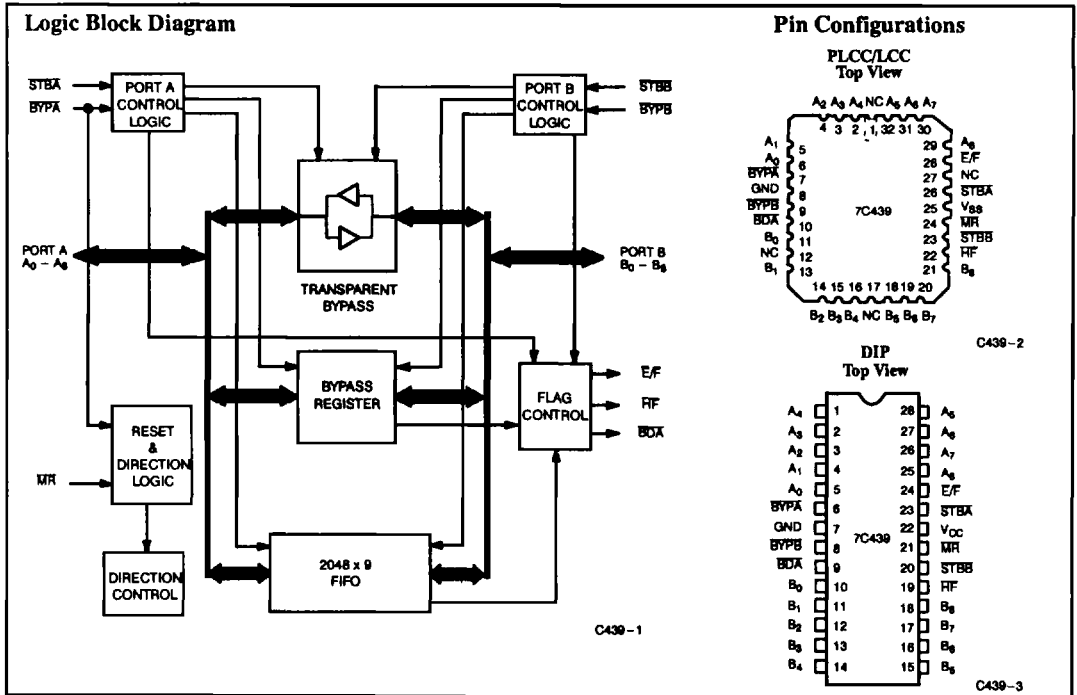 Logic Block Diagram
STBA
BYPA
PORT A
CONTROL
LOGIC
PORT B
CONTROL
LOGIC
STBB
BYPB
PORT A
A₀ – A₈
TRANSPARENT
BYPASS
PORT B
B₀ – B₈
BYPASS
REGISTER
FLAG
CONTROL
E/F
HF
BDA
RESET
&
DIRECTION
LOGIC
MR
DIRECTION
CONTROL
2048 x 9
FIFO
C439–1
Pin Configurations
PLCC/LCC
Top View
A₂ A₃ A₄ NC A₅ A₆ A₇
4 3 2 1 32 31 30
A₁ 5 29 A₈
A₀ 6 28 E/F
BYPA 7 27 NC
GND 8 26 STBA
BYPB 9 7C439 25 VSS
BDA 10 24 MR
B₀ 11 23 STBB
NC 12 22 HF
B₁ 13 21 B₈
14 15 16 17 18 19 20
B₂ B₃ B₄ NC B₅ B₆ B₇
C439–2
DIP
Top View
A₄ 1 28 A₅
A₃ 2 27 A₆
A₂ 3 26 A₇
A₁ 4 25 A₈
A₀ 5 24 E/F
BYPA 6 23 STBA
GND 7 22 VCC
BYPB 8 7C439 21 MR
BDA 9 20 STBB
B₀ 10 19 HF
B₁ 11 18 B₈
B₂ 12 17 B₇
B₃ 13 16 B₆
B₄ 14 15 B₅
C439–3